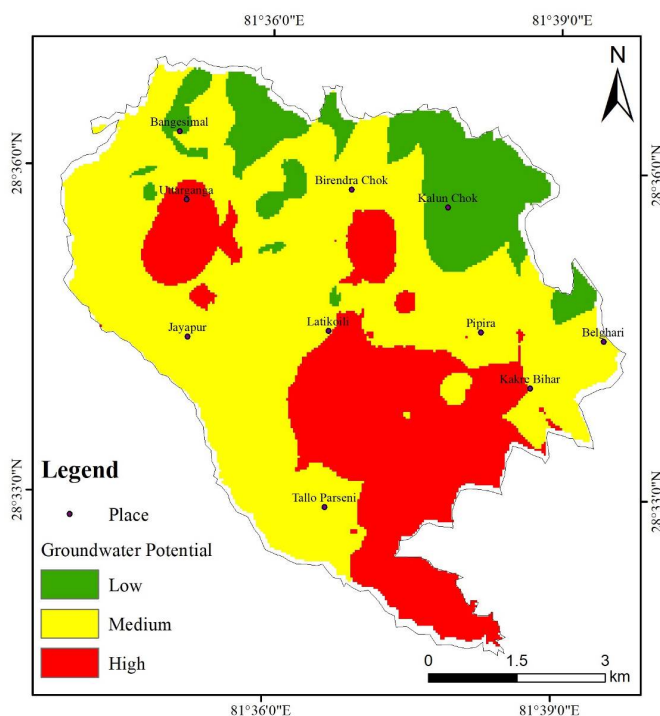 81°36'0"E
81°39'0"E
N
28°36'0"N
28°36'0"N
Bangesimal
Birendra Chok
Uttarganga
Kalun Chok
Jayapur
Latikoili
Pipira
Belghari
Kakre Bihar
Legend
Place
Groundwater Potential
Low
Medium
High
28°33'0"N
28°33'0"N
Tallo Parseni
0 1.5 3
km
81°36'0"E
81°39'0"E